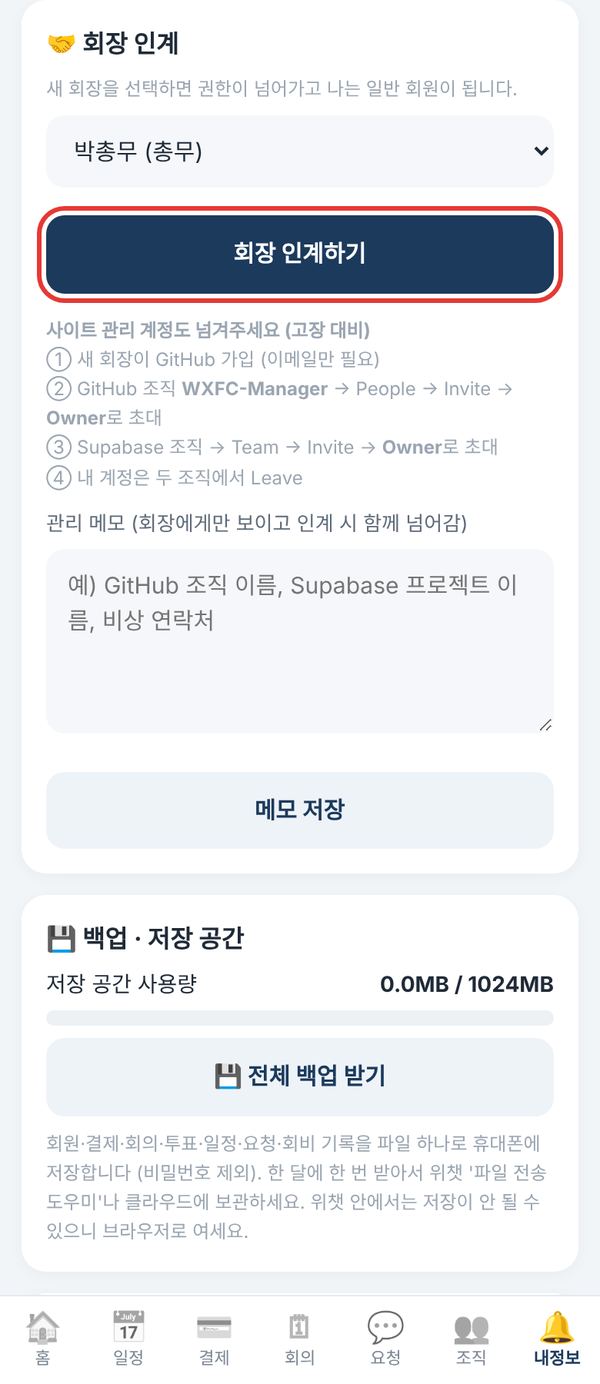 🤝 회장 인계
새 회장을 선택하면 권한이 넘어가고 나는 일반 회원이 됩니다.
박총무 (총무)
회장 인계하기
사이트 관리 계정도 넘겨주세요 (고장 대비)
① 새 회장이 GitHub 가입 (이메일만 필요)
② GitHub 조직 WXFC-Manager → People → Invite →
Owner로 초대
③ Supabase 조직 → Team → Invite → Owner로 초대
④ 내 계정은 두 조직에서 Leave
관리 메모 (회장에게만 보이고 인계 시 함께 넘어감)
예) GitHub 조직 이름, Supabase 프로젝트 이
름, 비상 연락처
메모 저장
💾 백업 · 저장 공간
저장 공간 사용량 0.0MB / 1024MB
💾 전체 백업 받기
회원·결제·회의·투표·일정·요청·회비 기록을 파일 하나로 휴대폰에
저장합니다 (비밀번호 제외). 한 달에 한 번 받아서 위챗 '파일 전송
도우미'나 클라우드에 보관하세요. 위챗 안에서는 저장이 안 될 수
있으니 브라우저로 여세요.
July
17
홈 일정 결제 회의 요청 조직 내정보